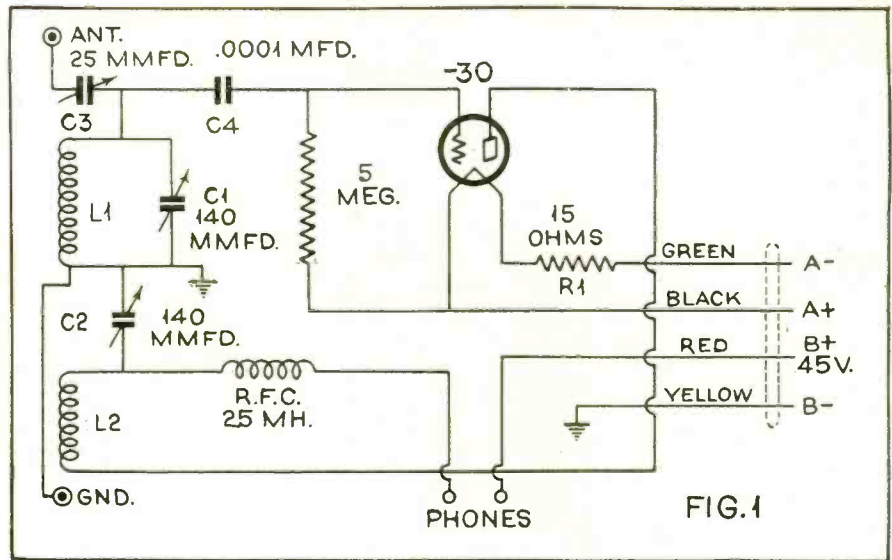 ANT.
25 MMFD.
.0001 MFD.
-30
C3
C4
L1
C1
140
MMFD.
5
MEG.
15
OHMS
R1
GREEN
A-
BLACK
A+
RED
B+
45V.
YELLOW
B-
C2
140
MMFD.
L2
R.F.C.
25 MH.
GND.
PHONES
FIG.1